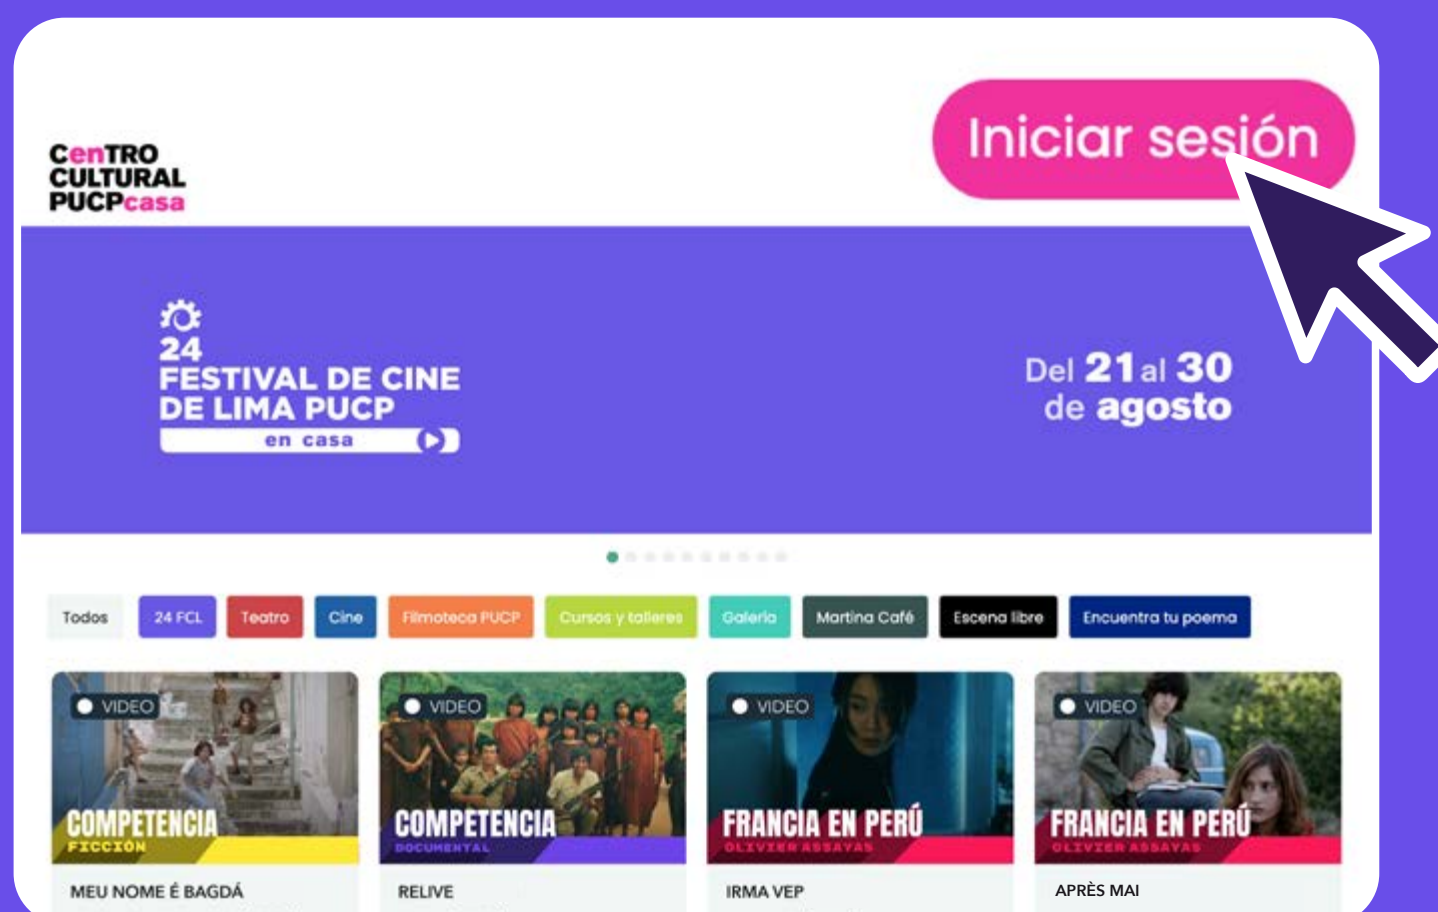 Iniciar sesión
CenTRO
CULTURAL
PUCPcasa
24
FESTIVAL DE CINE
DE LIMA PUCP
en casa
Del 21 al 30
de agosto
Todos
24 FCL
Teatro
Cine
Filmoteca PUCP
Cursos y talleres
Galería
Martina Café
Escena libre
Encuentra tu poema
VIDEO
COMPETENCIA
FICCIÓN
MEU NOME É BAGDÁ
VIDEO
COMPETENCIA
DOCUMENTAL
RELIVE
VIDEO
FRANCIA EN PERÚ
OLIVIER ASSAYAS
IRMA VEP
VIDEO
FRANCIA EN PERÚ
OLIVIER ASSAYAS
APRÈS MAI